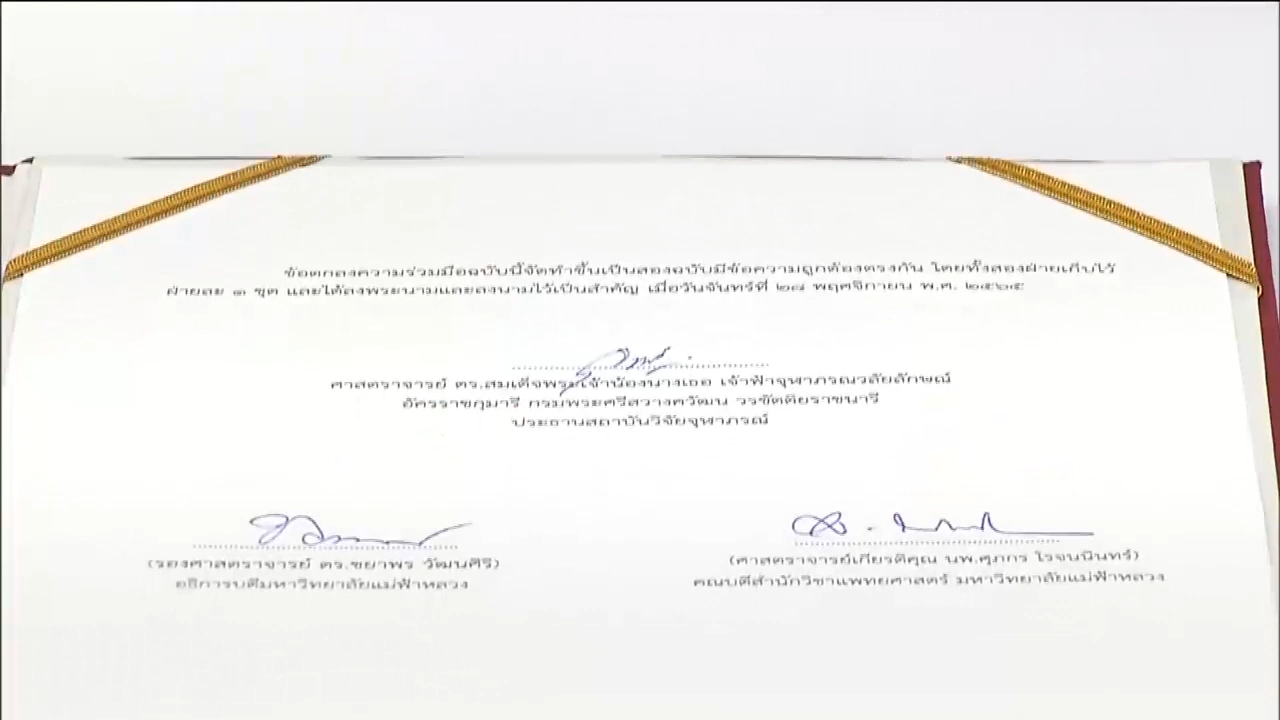 ข้อตกลงความร่วมมือฉบับนี้จัดทำขึ้นเป็นสองฉบับมีข้อความถูกต้องตรงกัน โดยทั้งสองฝ่ายเก็บไว้
ฝ่ายละ ๑ ชุด และได้ลงพระนามและลงนามไว้เป็นสำคัญ เมื่อวันจันทร์ที่ ๒๘ พฤศจิกายน พ.ศ. ๒๕๖๕
ศาสตราจารย์ ดร.สมเด็จพระเจ้าน้องนางเธอ เจ้าฟ้าจุฬาภรณวลัยลักษณ์
อัครราชกุมารี กรมพระศรีสวางควัฒน วรขัตติยราชนารี
ประธานสถาบันวิจัยจุฬาภรณ์
(รองศาสตราจารย์ ดร.ชยาพร วัฒนศิริ)
อธิการบดีมหาวิทยาลัยแม่ฟ้าหลวง
(ศาสตราจารย์เกียรติคุณ นพ.ศุภกร โรจนนินทร์)
คณบดีสำนักวิชาแพทยศาสตร์ มหาวิทยาลัยแม่ฟ้าหลวง